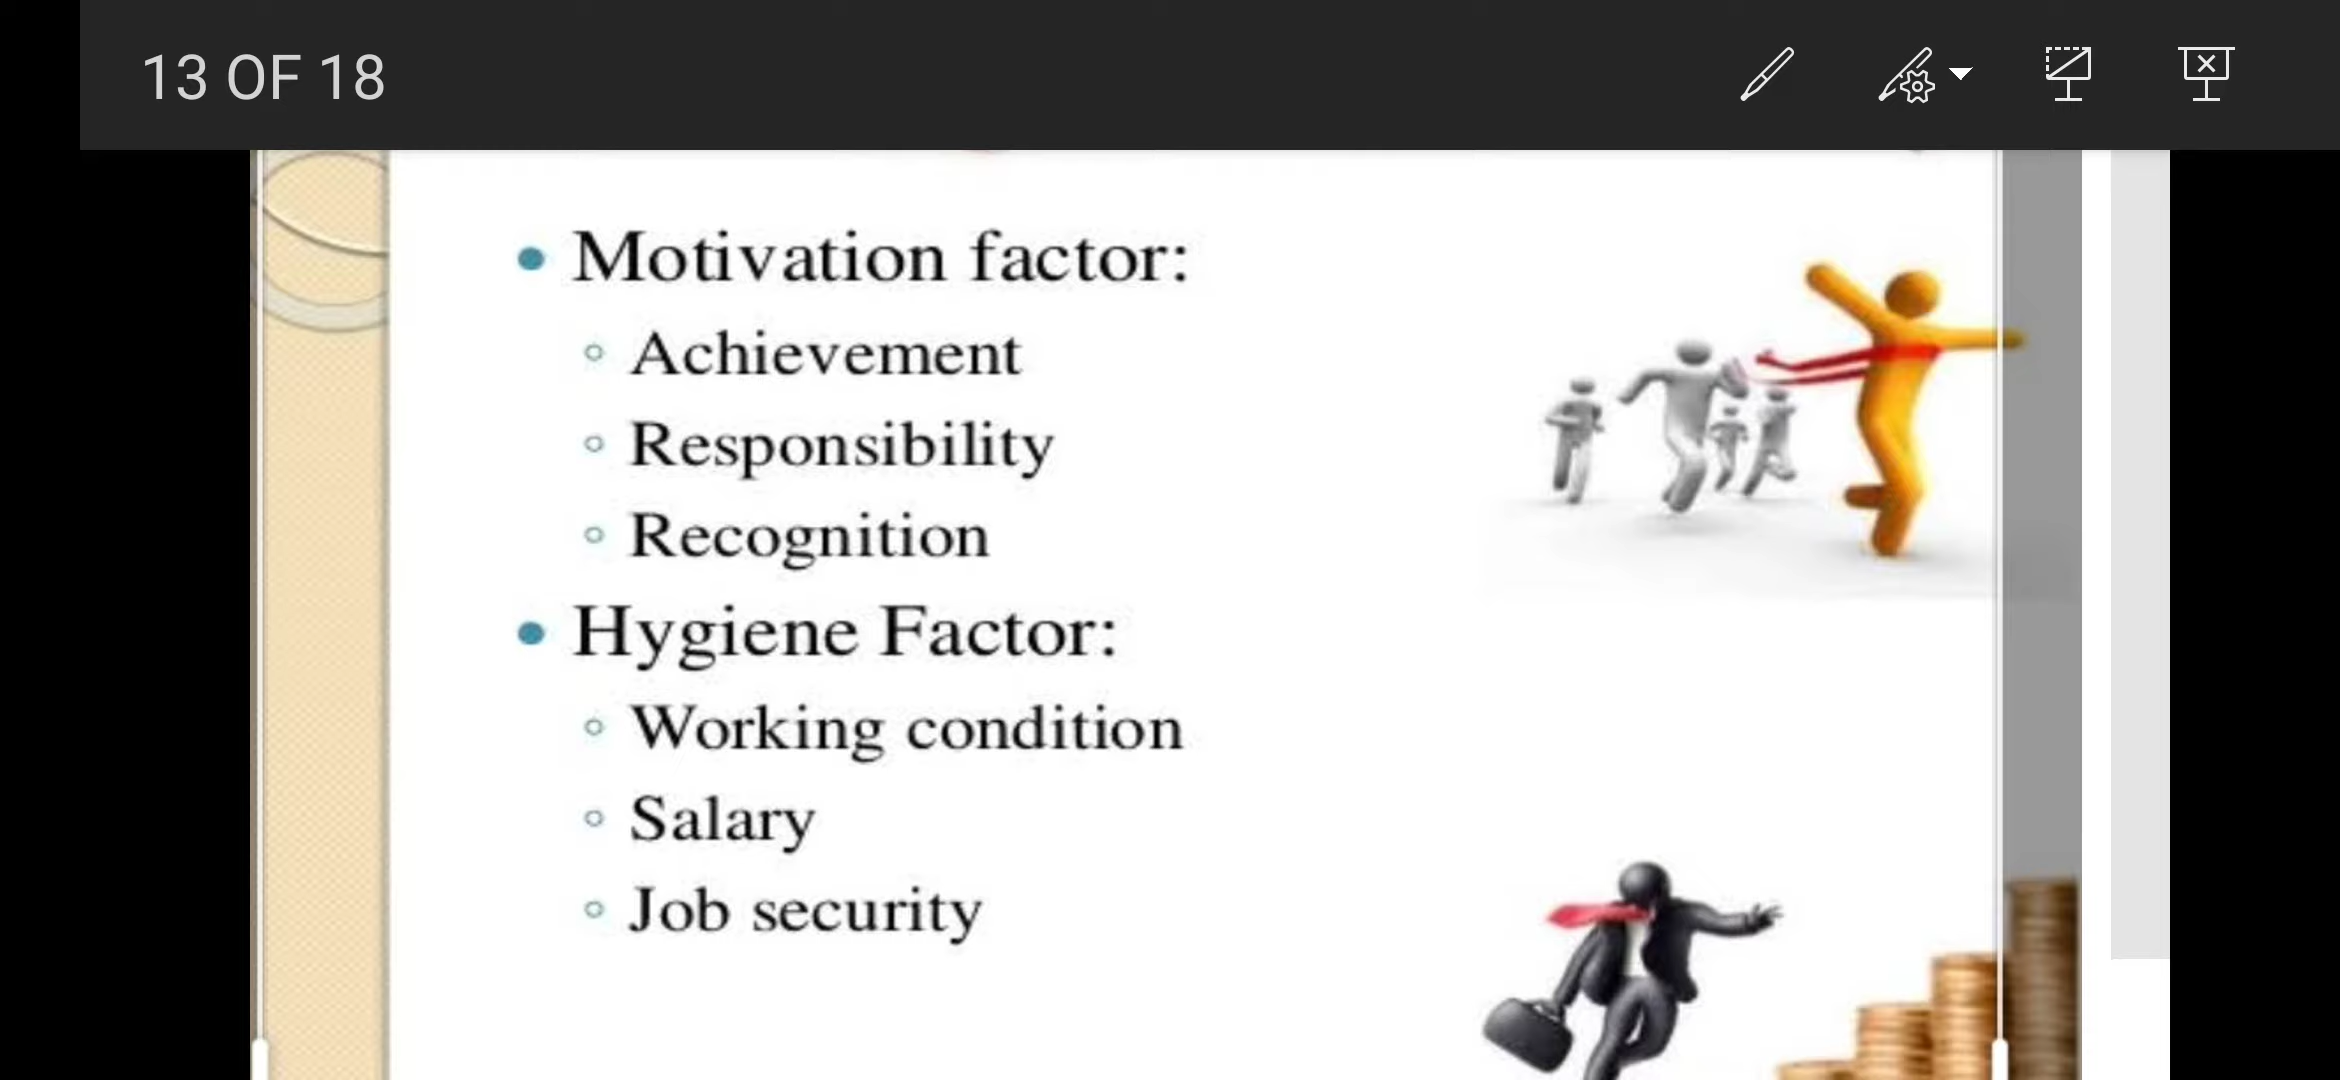 13 OF 18
Motivation factor:
Achievement
Responsibility
Recognition
Hygiene Factor:
Working condition
Salary
Job security